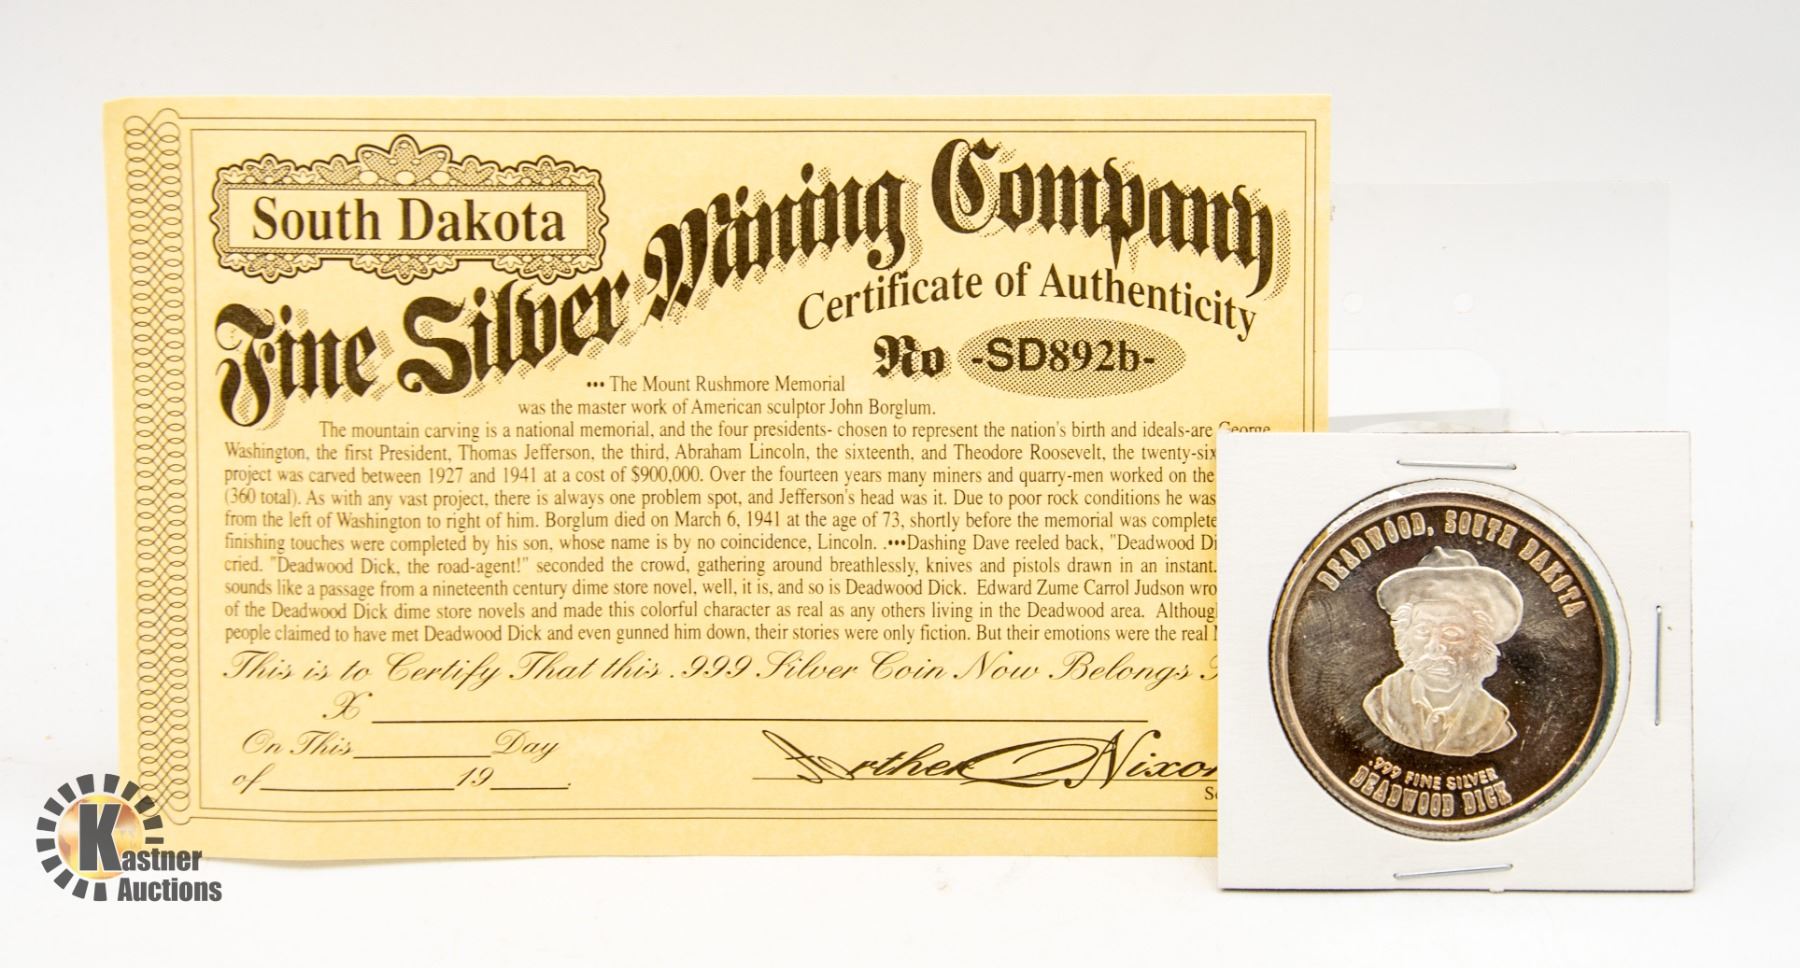 South Dakota
Fine Silver Mining Company
Certificate of Authenticity
No -SD892b-
••• The Mount Rushmore Memorial
was the master work of American sculptor John Borglum.
The mountain carving is a national memorial, and the four presidents- chosen to represent the nation's birth and ideals-are George
Washington, the first President, Thomas Jefferson, the third, Abraham Lincoln, the sixteenth, and Theodore Roosevelt, the twenty-six
project was carved between 1927 and 1941 at a cost of $900,000. Over the fourteen years many miners and quarry-men worked on the
(360 total). As with any vast project, there is always one problem spot, and Jefferson's head was it. Due to poor rock conditions he was
from the left of Washington to right of him. Borglum died on March 6, 1941 at the age of 73, shortly before the memorial was complete
finishing touches were completed by his son, whose name is by no coincidence, Lincoln. .•••Dashing Dave reeled back, "Deadwood Di
cried. "Deadwood Dick, the road-agent!" seconded the crowd, gathering around breathlessly, knives and pistols drawn in an instant.
sounds like a passage from a nineteenth century dime store novel, well, it is, and so is Deadwood Dick. Edward Zume Carrol Judson wro
of the Deadwood Dick dime store novels and made this colorful character as real as any others living in the Deadwood area. Althoug
people claimed to have met Deadwood Dick and even gunned him down, their stories were only fiction. But their emotions were the real
This is to Certify That this .999 Silver Coin Now Belongs
X
On This Day
of 19 .
Arther D Nixon
DEADWOOD, SOUTH DAKOTA
.999 FINE SILVER
DEADWOOD DICK
Kastner
Auctions